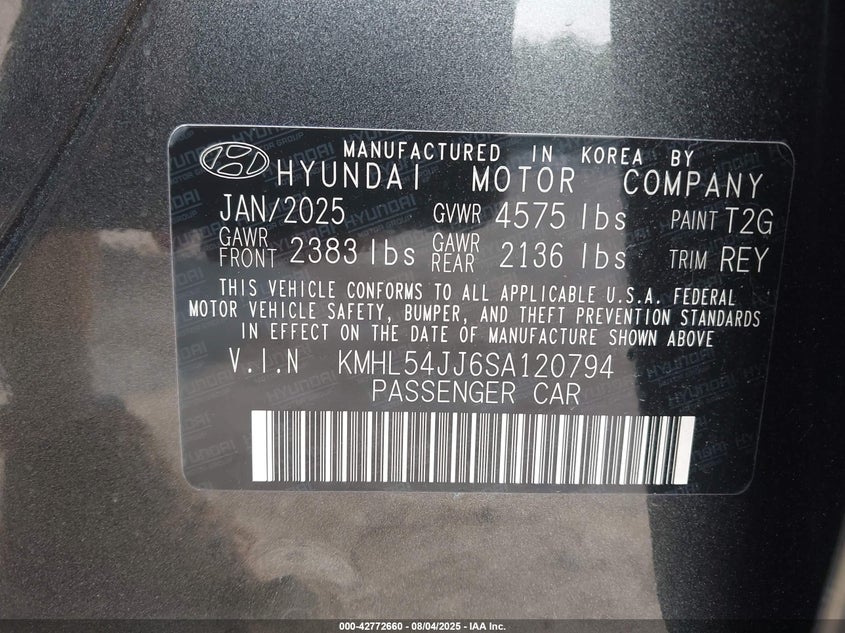 MANUFACTURED IN KOREA BY
HYUNDAI MOTOR COMPANY
JAN/2025 GVWR 4575 lbs PAINT T2G
GAWR FRONT 2383 lbs GAWR REAR 2136 lbs TRIM REY
THIS VEHICLE CONFORMS TO ALL APPLICABLE U.S.A. FEDERAL
MOTOR VEHICLE SAFETY, BUMPER, AND THEFT PREVENTION STANDARDS
IN EFFECT ON THE DATE OF MANUFACTURE SHOWN ABOVE
V.I.N KMHL54JJ6SA120794
PASSENGER CAR
000-42772660 - 08/04/2025 - IAA Inc.